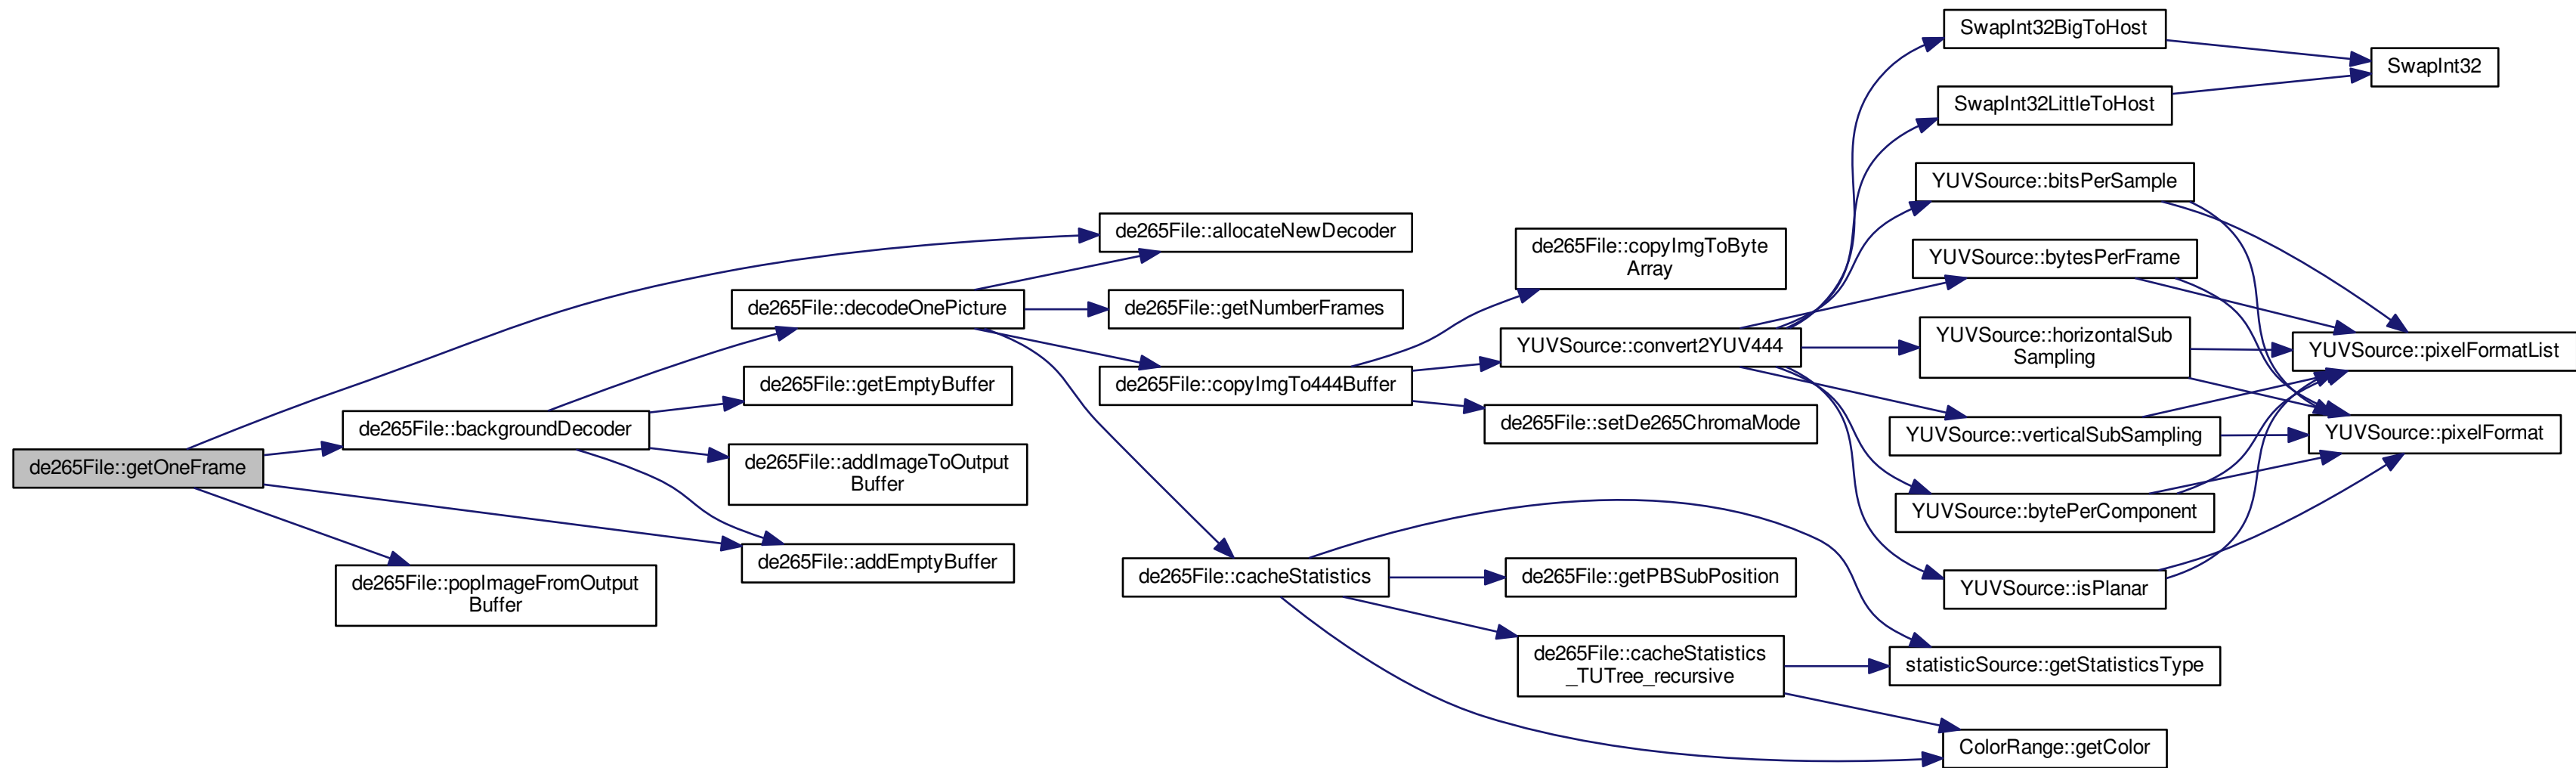 de265File::getOneFrame
de265File::backgroundDecoder
de265File::popImageFromOutput
Buffer
de265File::decodeOnePicture
de265File::getEmptyBuffer
de265File::addImageToOutput
Buffer
de265File::addEmptyBuffer
de265File::allocateNewDecoder
de265File::getNumberFrames
de265File::copyImgTo444Buffer
de265File::cacheStatistics
de265File::copyImgToByte
Array
YUVSource::convert2YUV444
de265File::setDe265ChromaMode
de265File::getPBSubPosition
de265File::cacheStatistics
_TUTree_recursive
SwapInt32BigToHost
SwapInt32LittleToHost
YUVSource::bitsPerSample
YUVSource::bytesPerFrame
YUVSource::horizontalSub
Sampling
YUVSource::verticalSubSampling
YUVSource::bytePerComponent
YUVSource::isPlanar
statisticSource::getStatisticsType
ColorRange::getColor
SwapInt32
YUVSource::pixelFormatList
YUVSource::pixelFormat